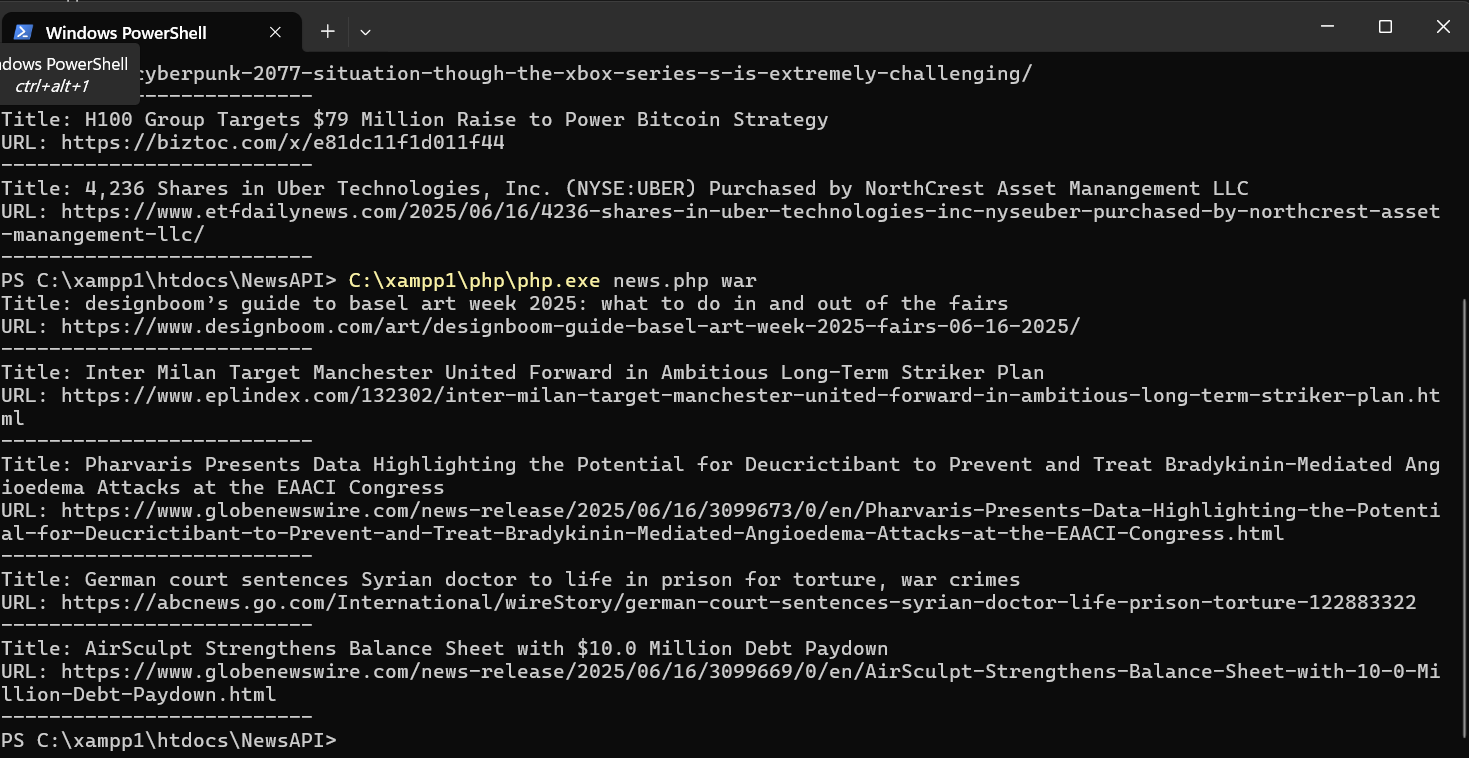 Windows PowerShell
dows PowerShell
ctrl+alt+1
yberpunk-2077-situation-though-the-xbox-series-s-is-extremely-challenging/
--------------------------
Title: H100 Group Targets $79 Million Raise to Power Bitcoin Strategy
URL: https://biztoc.com/x/e81dc11f1d011f44
--------------------------
Title: 4,236 Shares in Uber Technologies, Inc. (NYSE:UBER) Purchased by NorthCrest Asset Manangement LLC
URL: https://www.etfdailynews.com/2025/06/16/4236-shares-in-uber-technologies-inc-nyseuber-purchased-by-northcrest-asset
-manangement-llc/
--------------------------
PS C:\xampp1\htdocs\NewsAPI> C:\xampp1\php\php.exe news.php war
Title: designboom’s guide to basel art week 2025: what to do in and out of the fairs
URL: https://www.designboom.com/art/designboom-guide-basel-art-week-2025-fairs-06-16-2025/
--------------------------
Title: Inter Milan Target Manchester United Forward in Ambitious Long-Term Striker Plan
URL: https://www.eplindex.com/132302/inter-milan-target-manchester-united-forward-in-ambitious-long-term-striker-plan.ht
ml
--------------------------
Title: Pharvaris Presents Data Highlighting the Potential for Deucrictibant to Prevent and Treat Bradykinin-Mediated Ang
ioedema Attacks at the EAACI Congress
URL: https://www.globenewswire.com/news-release/2025/06/16/3099673/0/en/Pharvaris-Presents-Data-Highlighting-the-Potenti
al-for-Deucrictibant-to-Prevent-and-Treat-Bradykinin-Mediated-Angioedema-Attacks-at-the-EAACI-Congress.html
--------------------------
Title: German court sentences Syrian doctor to life in prison for torture, war crimes
URL: https://abcnews.go.com/International/wireStory/german-court-sentences-syrian-doctor-life-prison-torture-122883322
--------------------------
Title: AirSculpt Strengthens Balance Sheet with $10.0 Million Debt Paydown
URL: https://www.globenewswire.com/news-release/2025/06/16/3099669/0/en/AirSculpt-Strengthens-Balance-Sheet-with-10-0-Mi
llion-Debt-Paydown.html
--------------------------
PS C:\xampp1\htdocs\NewsAPI>